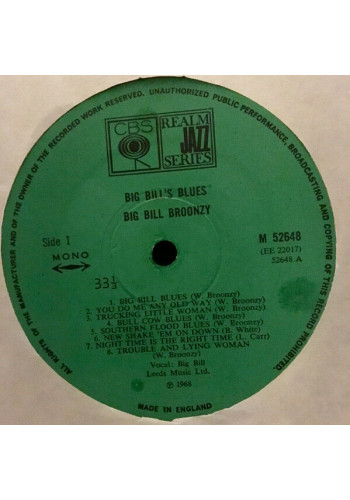 ALL RIGHTS OF THE MANUFACTURER AND OF THE OWNER OF THE RECORDED WORK RESERVED. UNAUTHORIZED PUBLIC PERFORMANCE, BROADCASTING AND COPYING OF THIS RECORD PROHIBITED.
CBS
REALM
JAZZ
SERIES
BIG BILL'S BLUES
BIG BILL BROONZY
Side 1
M 52648
MONO
(EE 22017)
52648 A
33⅓
1. BIG BILL BLUES (W. Broonzy)
2. YOU DO ME ANY OLD WAY (W. Broonzy)
3. TRUCKING LITTLE WOMAN (W. Broonzy)
4. BULL COW BLUES (W. Broonzy)
5. SOUTHERN FLOOD BLUES (W. Broonzy)
6. NEW SHAKE 'EM ON DOWN (B. White)
7. NIGHT TIME IS THE RIGHT TIME (L. Carr)
8. TROUBLE AND LYING WOMAN
(W. Broonzy)
Vocal: Big Bill
Leeds Music Ltd.
℗ 1968
MADE IN ENGLAND